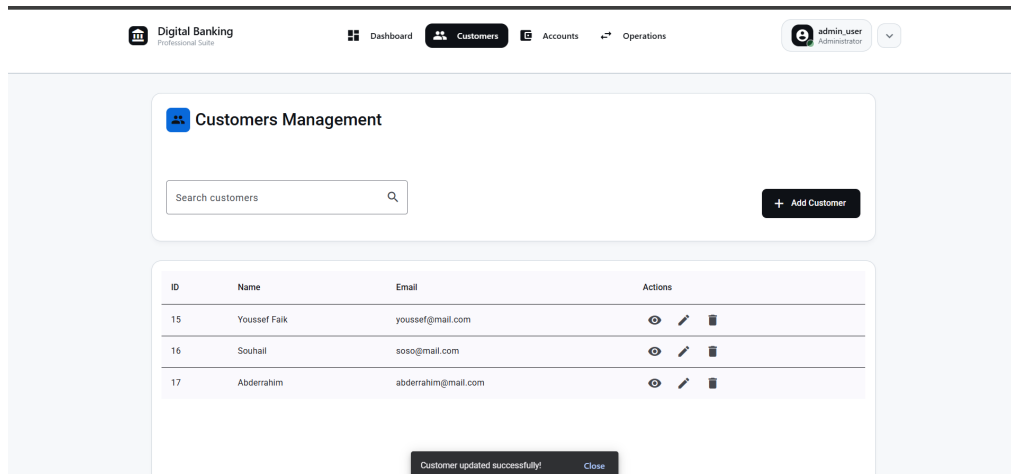 Digital Banking
Professional Suite
Dashboard Customers Accounts Operations
admin_user
Administrator
Customers Management
Search customers
Add Customer
ID Name Email Actions
15 Youssef Faik youssef@mail.com
16 Souhail soso@mail.com
17 Abderrahim abderrahim@mail.com
Customer updated successfully! Close